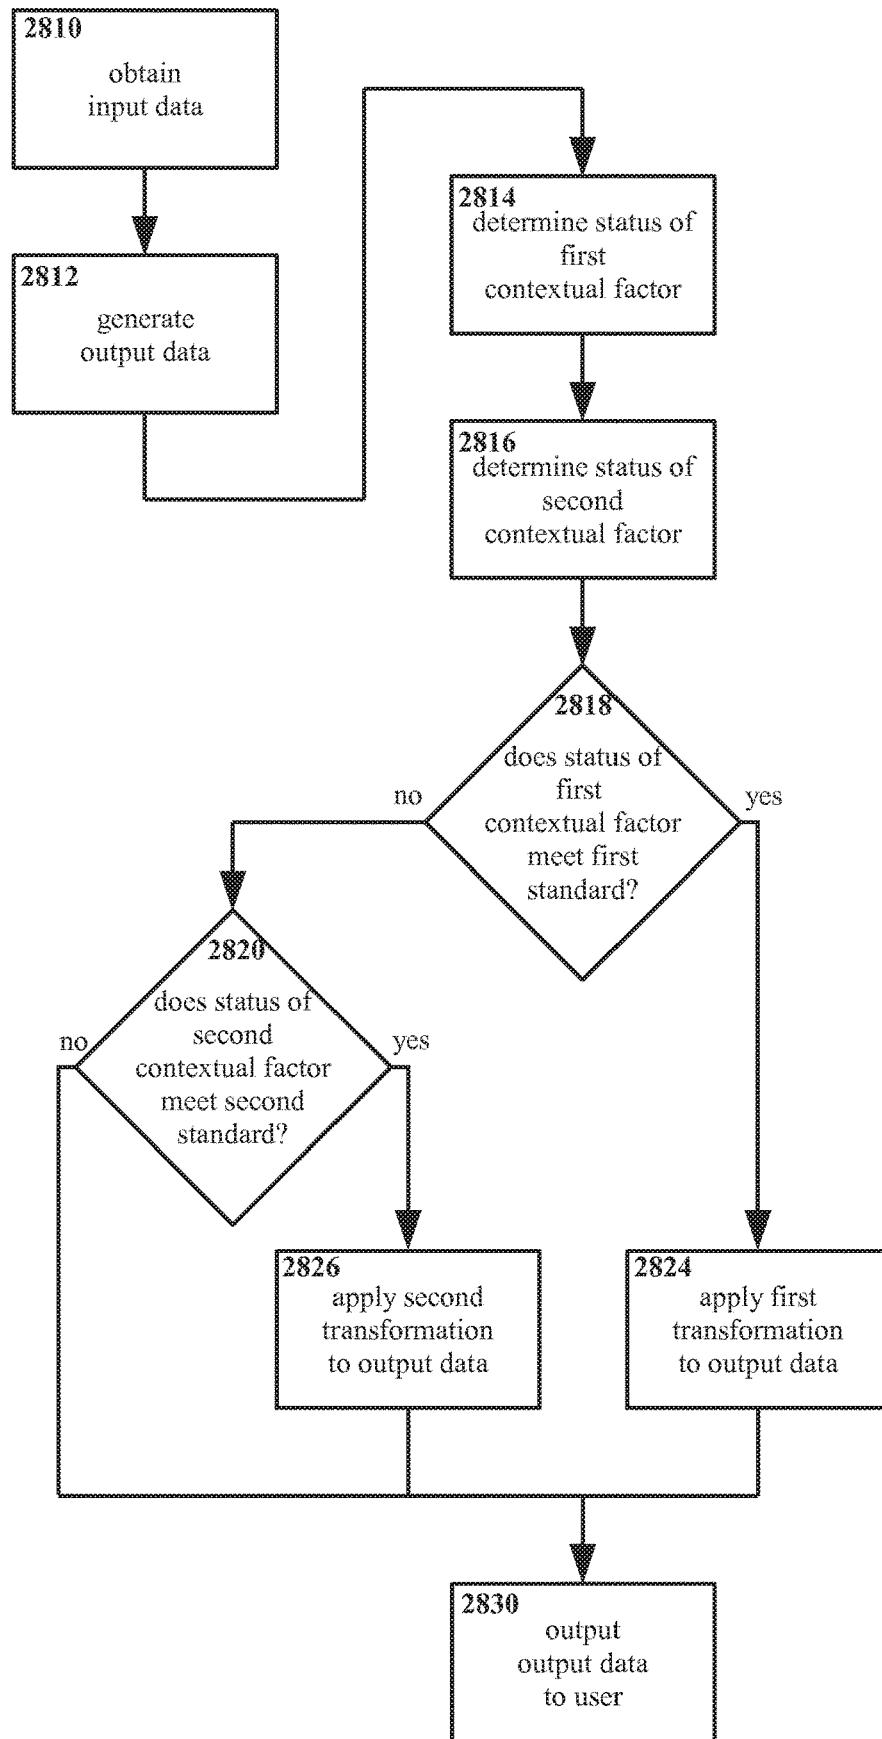 2810
obtain
input data
2812
generate
output data
2814
determine status of
first
contextual factor
2816
determine status of
second
contextual factor
2818
does status of
first
contextual factor
meet first
standard?
no
yes
2820
does status of
second
contextual factor
meet second
standard?
no
yes
2826
apply second
transformation
to output data
2824
apply first
transformation
to output data
2830
output
output data
to user